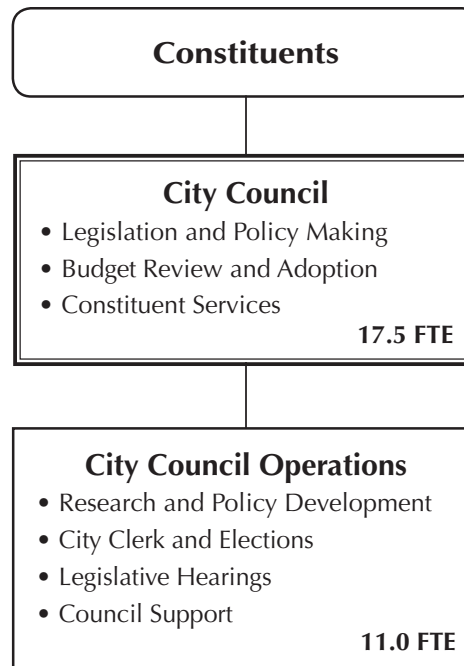 Constituents
City Council
• Legislation and Policy Making
• Budget Review and Adoption
• Constituent Services
17.5 FTE
City Council Operations
• Research and Policy Development
• City Clerk and Elections
• Legislative Hearings
• Council Support
11.0 FTE